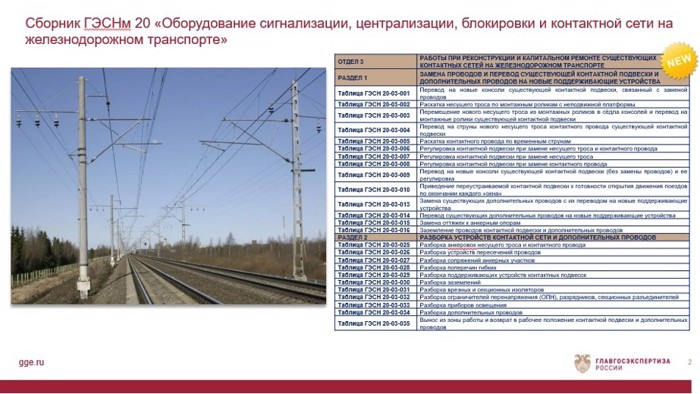 Сборник ГЭСНм 20 «Оборудование сигнализации, централизации, блокировки и контактной сети на
железнодорожном транспорте»
NEW
ОТДЕЛ 3 РАБОТЫ ПРИ РЕКОНСТРУКЦИИ И КАПИТАЛЬНОМ РЕМОНТЕ СУЩЕСТВУЮЩИХ
КОНТАКТНЫХ СЕТЕЙ НА ЖЕЛЕЗНОДОРОЖНОМ ТРАНСПОРТЕ
РАЗДЕЛ 1 ЗАМЕНА ПРОВОДОВ И ПЕРЕВОД СУЩЕСТВУЮЩЕЙ КОНТАКТНОЙ ПОДВЕСКИ И
ДОПОЛНИТЕЛЬНЫХ ПРОВОДОВ НА НОВЫЕ ПОДДЕРЖИВАЮЩИЕ УСТРОЙСТВА
Таблица ГЭСН 20-03-001 Перевод на новые консоли существующей контактной подвески, связанный с заменой
проводов
Таблица ГЭСН 20-03-002 Раскатка несущего троса по монтажным роликам с неподвижной платформы
Таблица ГЭСН 20-03-003 Перемещение нового несущего троса из монтажных роликов в сёдла консолей и перевод на
монтажные ролики существующей контактной подвески
Таблица ГЭСН 20-03-004 Перевод на струны нового несущего троса контактного провода существующей контактной
подвески
Таблица ГЭСН 20-03-005 Раскатка контактного провода по временным струнам
Таблица ГЭСН 20-03-006 Регулировка контактной подвески при замене несущего троса и контактного провода
Таблица ГЭСН 20-03-007 Регулировка контактной подвески при замене несущего троса
Таблица ГЭСН 20-03-008 Регулировка контактной подвески при замене контактного провода
Таблица ГЭСН 20-03-009 Перевод на новые консоли существующей контактной подвески (без замены проводов) и ее
регулировка
Таблица ГЭСН 20-03-010 Приведение переустраиваемой контактной подвески к готовности открытия движения поездов
по окончании каждого «окна»
Таблица ГЭСН 20-03-013 Замена существующих дополнительных проводов с их переводом на новые поддерживающие
устройства
Таблица ГЭСН 20-03-014 Перевод существующих дополнительных проводов на новые поддерживающие устройства
Таблица ГЭСН 20-03-015 Замена оттяжек к анкерным опорам
Таблица ГЭСН 20-03-016 Заземление проводов контактной подвески и дополнительных проводов
РАЗДЕЛ 2 РАЗБОРКА УСТРОЙСТВ КОНТАКТНОЙ СЕТИ И ДОПОЛНИТЕЛЬНЫХ ПРОВОДОВ
Таблица ГЭСН 20-03-025 Разборка анкеровок несущего троса и контактного провода
Таблица ГЭСН 20-03-026 Разборка устройств пересечений проводов
Таблица ГЭСН 20-03-027 Разборка сопряжений анкерных участков
Таблица ГЭСН 20-03-028 Разборка поперечин гибких
Таблица ГЭСН 20-03-029 Разборка поддерживающих устройств контактных подвесок
Таблица ГЭСН 20-03-030 Разборка заземлений
Таблица ГЭСН 20-03-031 Разборка врезных и секционных изоляторов
Таблица ГЭСН 20-03-032 Разборка ограничителей перенапряжения (ОПН), разрядников, секционных разъединителей
Таблица ГЭСН 20-03-033 Разборка приборов освещения
Таблица ГЭСН 20-03-034 Разборка дополнительных проводов
Таблица ГЭСН 20-03-035 Вынос из зоны работы и возврат в рабочее положение контактной подвески и дополнительных
проводов
gge.ru
ГЛАВГОСЭКСПЕРТИЗА
РОССИИ
2